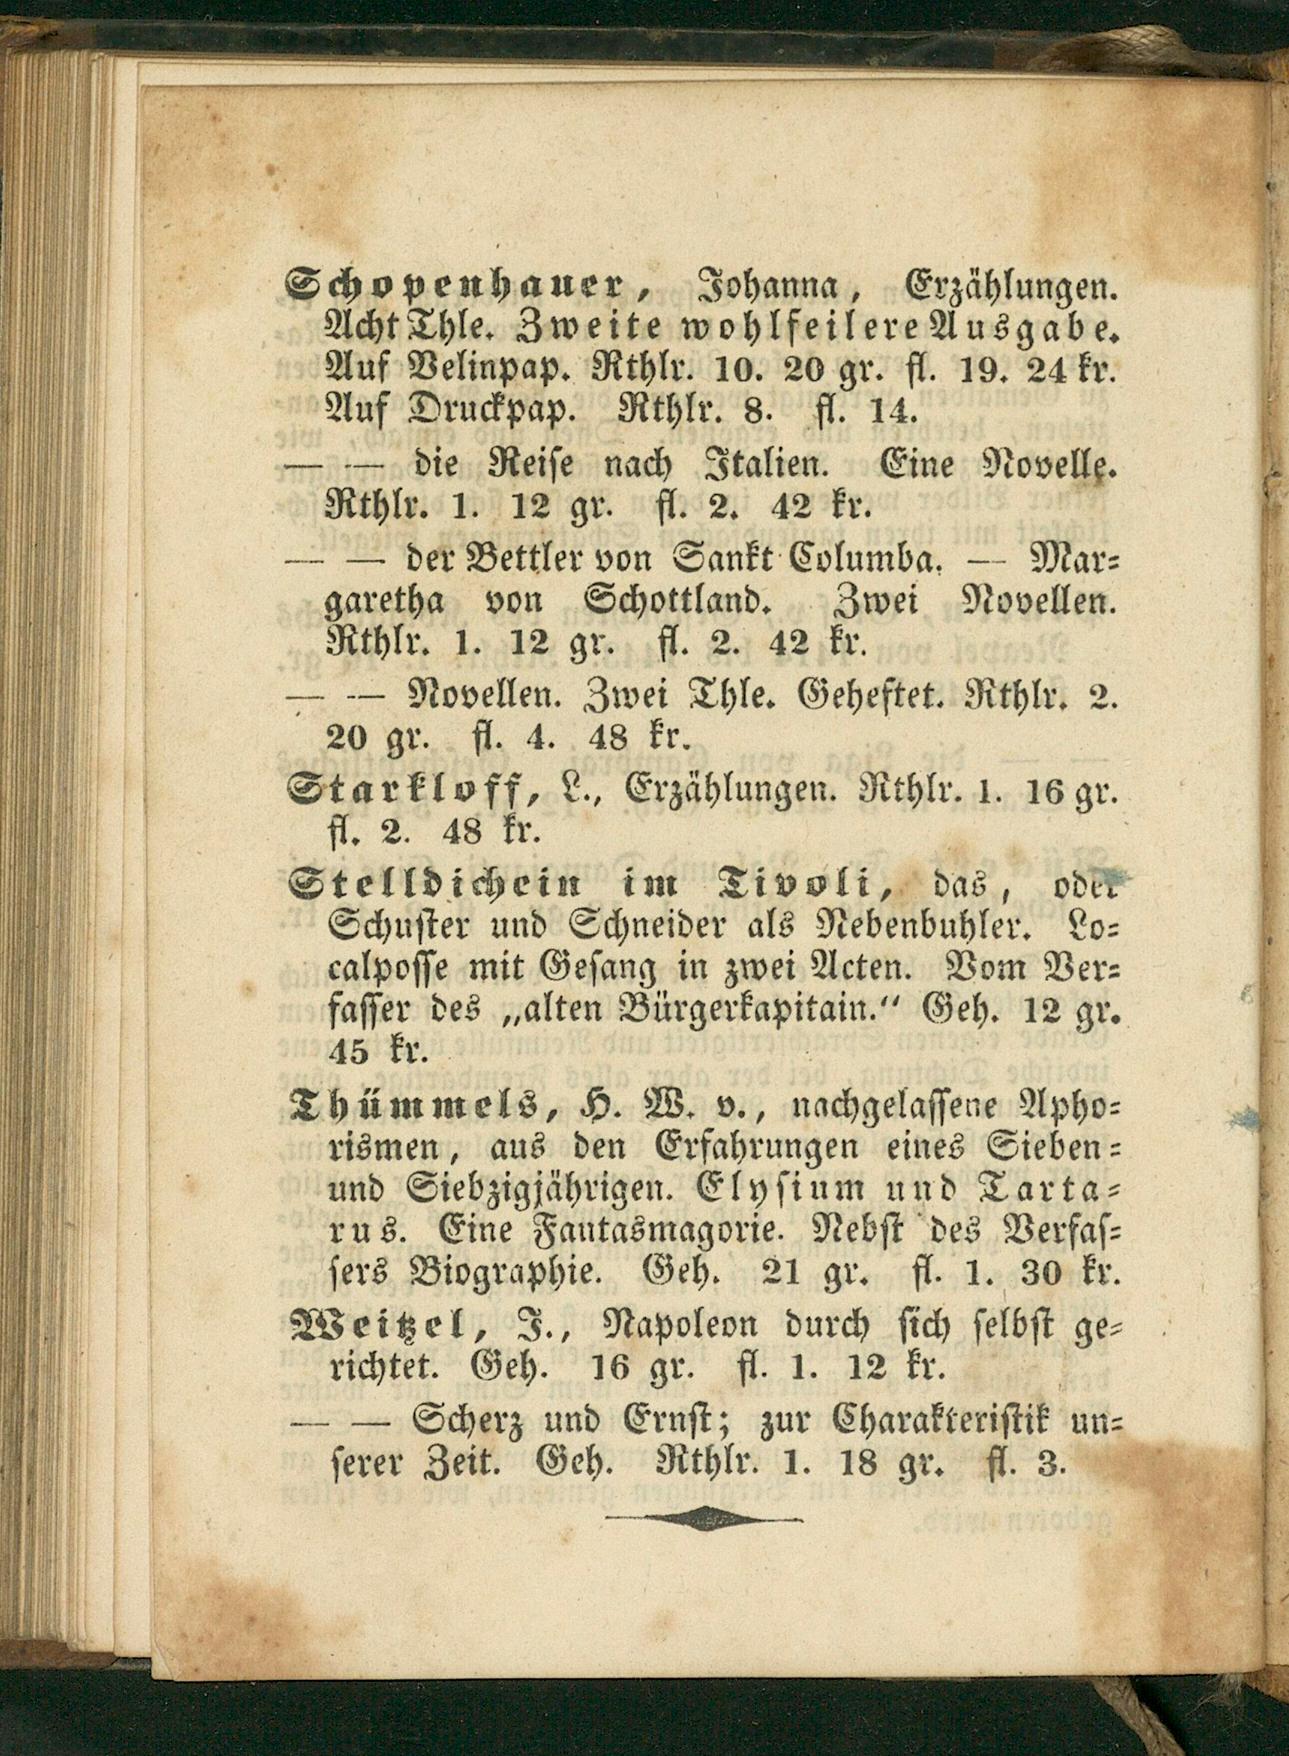 Schopenhauer, Johanna, Erzählungen.
Acht Thle. Zweite wohlfeilere Ausgabe.
Auf Velinpap. Rthlr. 10. 20 gr. fl. 19. 24 kr.
Auf Druckpap. Rthlr. 8. fl. 14.
— — die Reise nach Italien. Eine Novelle.
Rthlr. 1. 12 gr. fl. 2. 42 kr.
— — der Bettler von Sankt Columba. — Mar-
garetha von Schottland. Zwei Novellen.
Rthlr. 1. 12 gr. fl. 2. 42 kr.
— — Novellen. Zwei Thle. Geheftet. Rthlr. 2.
20 gr. fl. 4. 48 kr.
Starkloff, L., Erzählungen. Rthlr. 1. 16 gr.
fl. 2. 48 kr.
Stelldichein im Tivoli, das, oder
Schuster und Schneider als Nebenbuhler. Lo-
calposse mit Gesang in zwei Acten. Vom Ver-
fasser des „alten Bürgerkapitain.“ Geh. 12 gr.
45 kr.
Thümmels, H. W. v., nachgelassene Apho-
rismen, aus den Erfahrungen eines Sieben-
und Siebzigjährigen. Elysium und Tarta-
rus. Eine Fantasmagorie. Nebst des Verfas-
sers Biographie. Geh. 21 gr. fl. 1. 30 kr.
Weitzel, J., Napoleon durch sich selbst ge-
richtet. Geh. 16 gr. fl. 1. 12 kr.
— — Scherz und Ernst; zur Charakteristik un-
serer Zeit. Geh. Rthlr. 1. 18 gr. fl. 3.